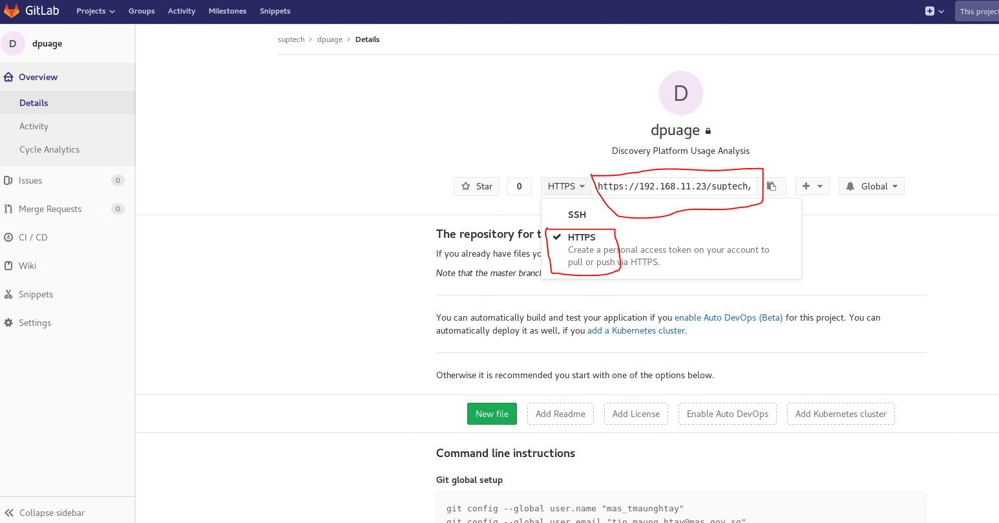 GitLab Projects Groups Activity Milestones Snippets This project
D dpuage
suptech > dpuage > Details
Overview
Details
Activity
Cycle Analytics
Issues 0
Merge Requests 0
CI / CD
Wiki
Snippets
Settings
Collapse sidebar
D
dpuage
Discovery Platform Usage Analysis
Star 0 HTTPS https://192.168.11.23/suptech/ Global
SSH
HTTPS
Create a personal access token on your account to
pull or push via HTTPS.
The repository for t
If you already have files yo
Note that the master branch
You can automatically build and test your application if you enable Auto DevOps (Beta) for this project. You can
automatically deploy it as well, if you add a Kubernetes cluster.
Otherwise it is recommended you start with one of the options below.
New file Add Readme Add License Enable Auto DevOps Add Kubernetes cluster
Command line instructions
Git global setup
git config --global user.name "mas_tmaunghtay"
git config --global user.email "tin_maung_htay@mas.gov.sg"